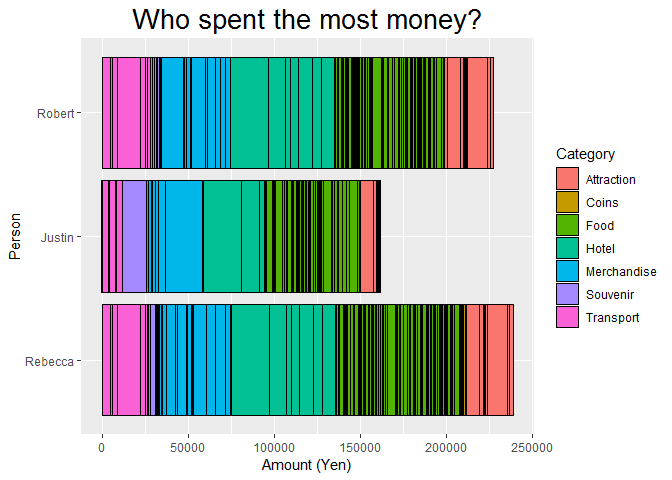 Who spent the most money?
Person
Robert
Justin
Rebecca
0
50000
100000
150000
200000
250000
Amount (Yen)
Category
Attraction
Coins
Food
Hotel
Merchandise
Souvenir
Transport